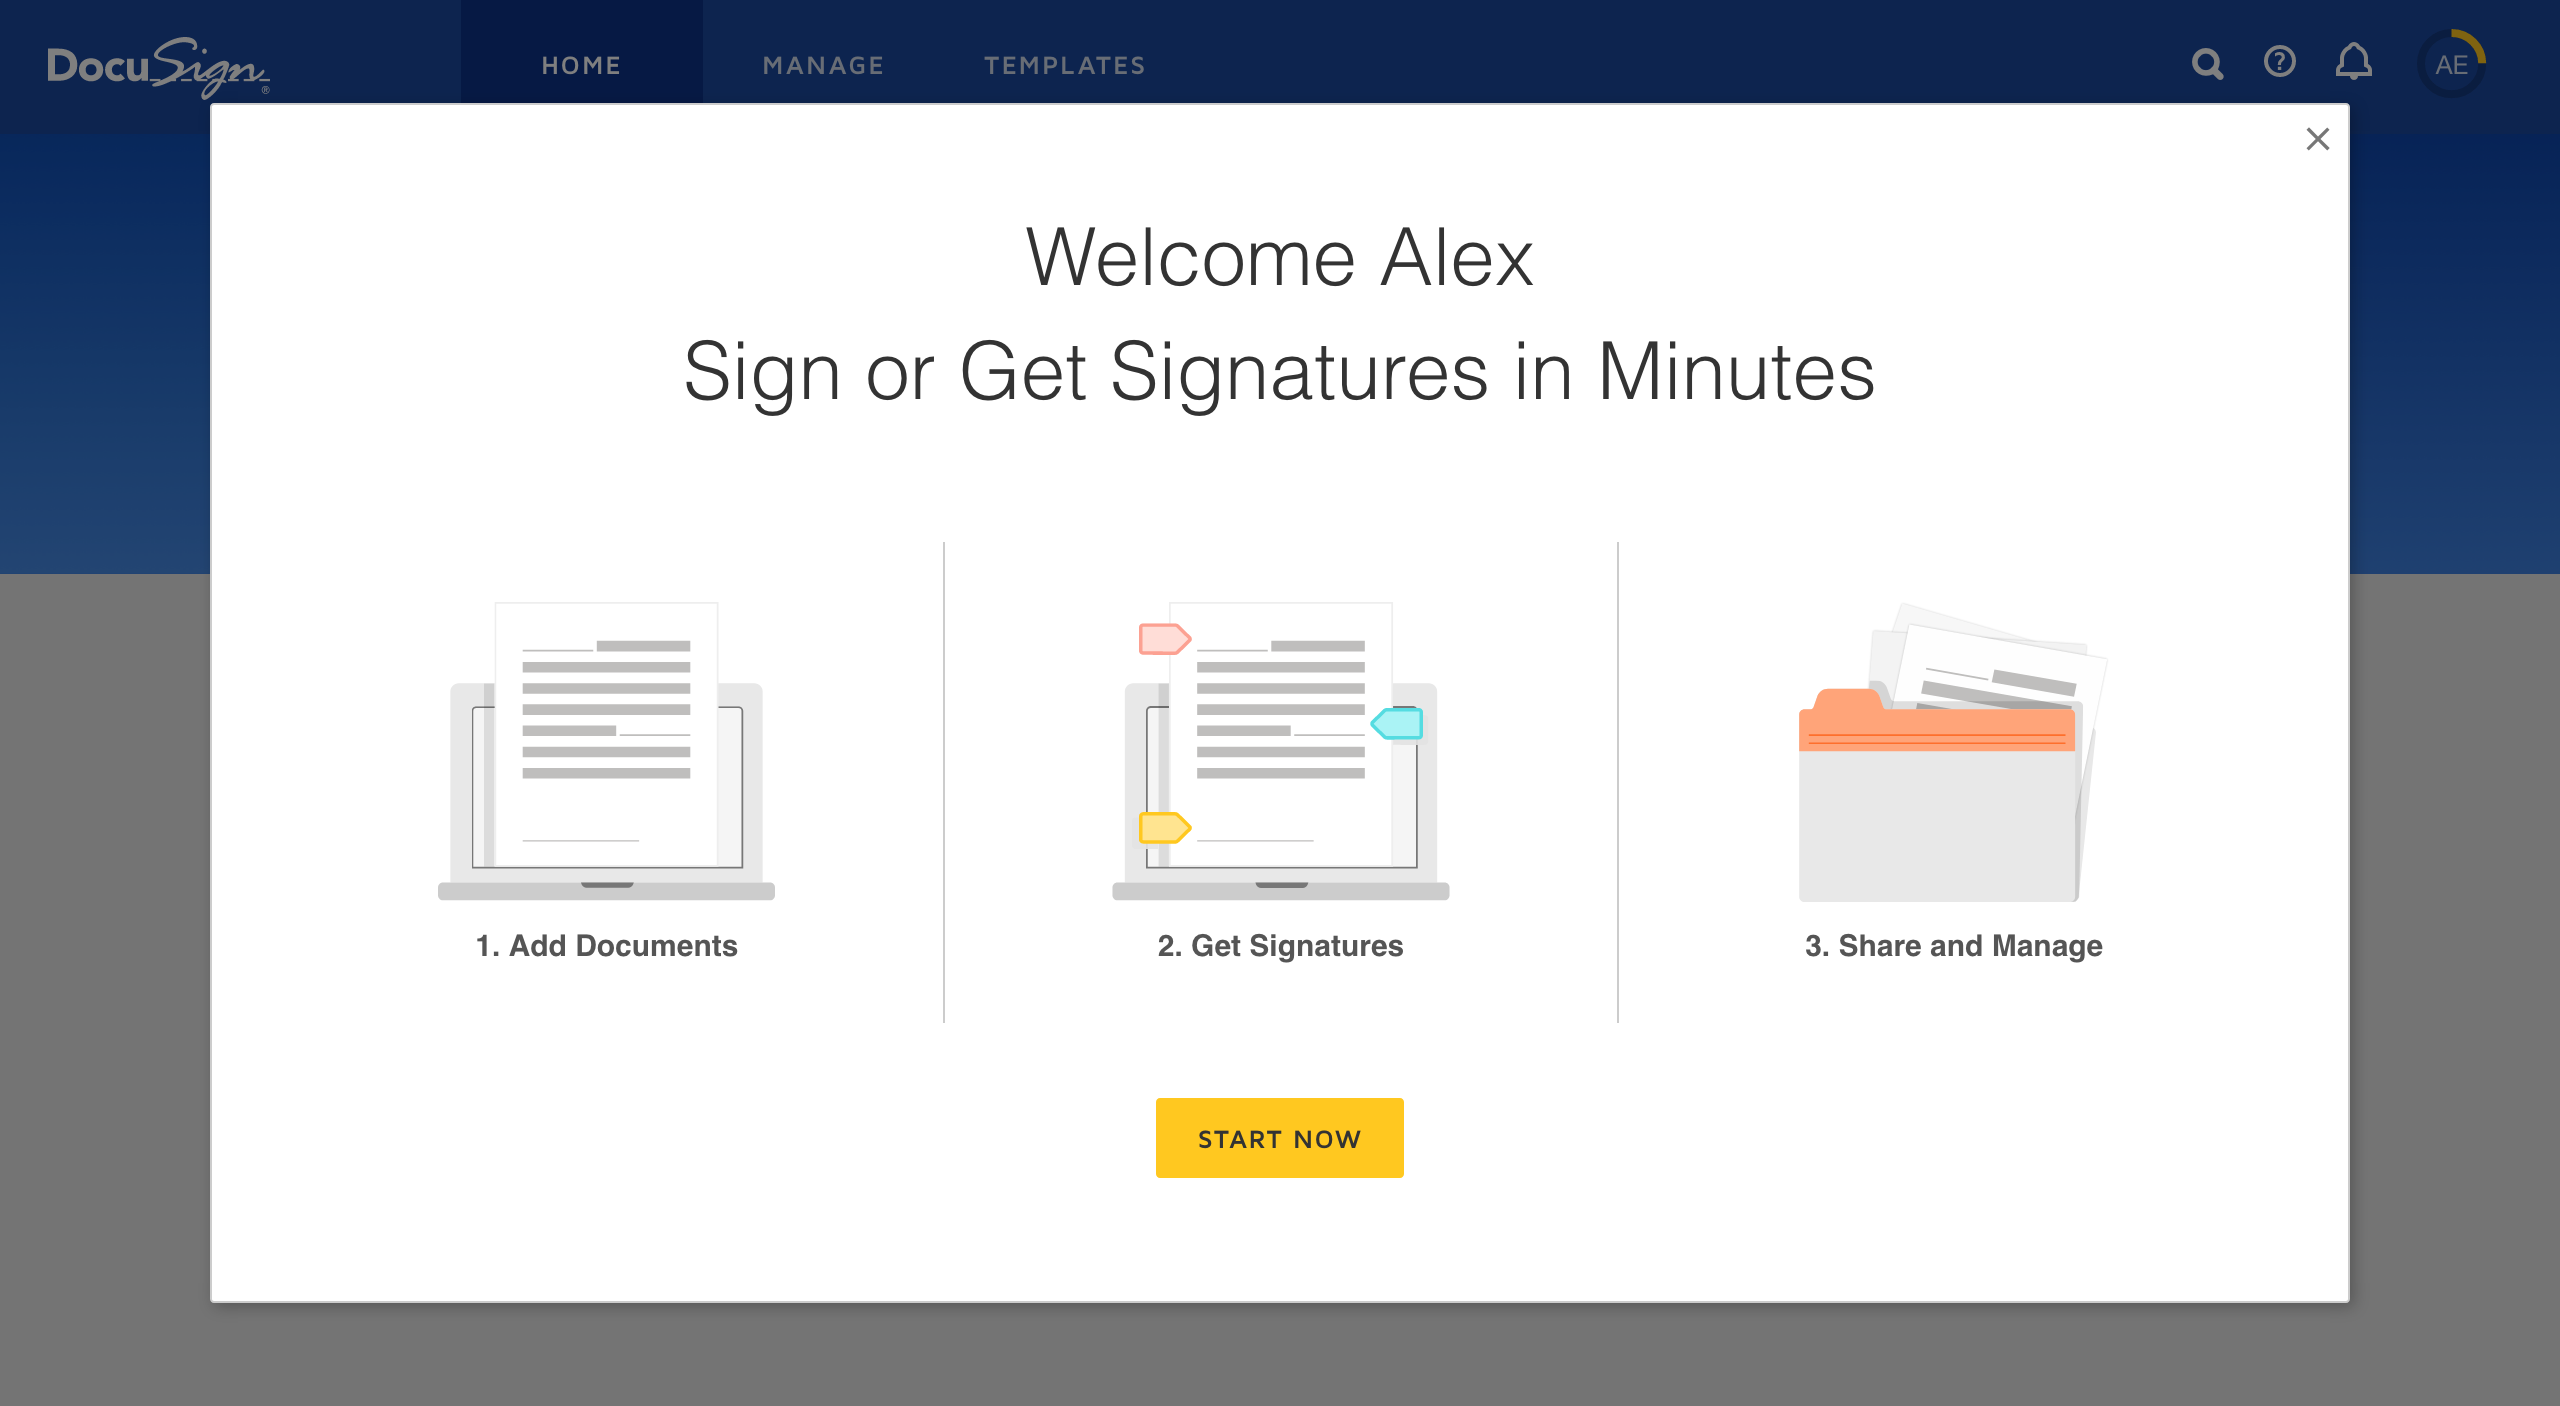 DocuSign®
HOME
MANAGE
TEMPLATES
?
AE
Welcome Alex
Sign or Get Signatures in Minutes
1. Add Documents
2. Get Signatures
3. Share and Manage
START NOW